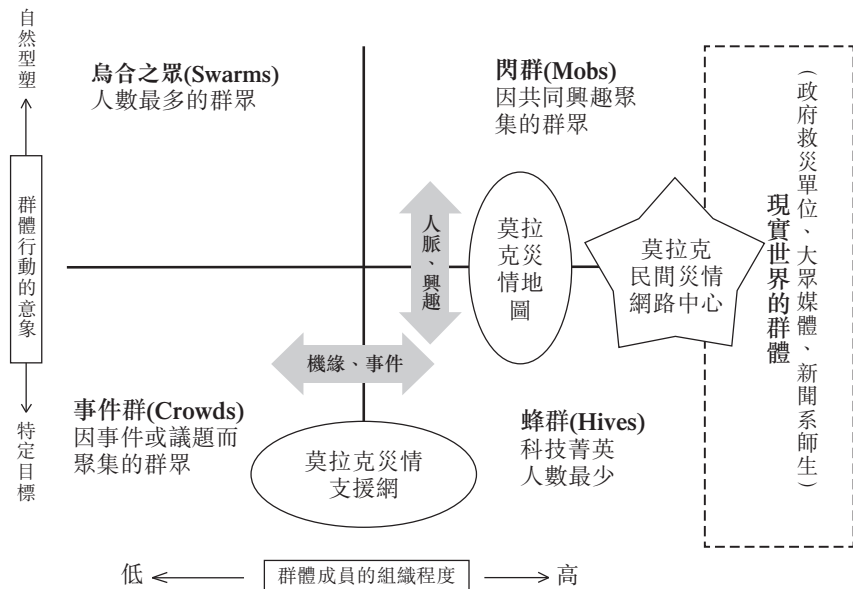 自然型塑
群體行動的意象
特定目標
烏合之眾(Swarms)
人數最多的群眾
閃群(Mobs)
因共同興趣聚
集的群眾
人脈、興趣
機緣、事件
莫拉
克災
情地
圖
莫拉克
民間災情
網路中心
現實世界的群體
(政府救災單位、大眾媒體、新聞系師生)
事件群(Crowds)
因事件或議題而
聚集的群眾
莫拉克災情
支援網
蜂群(Hives)
科技菁英
人數最少
低
群體成員的組織程度
高